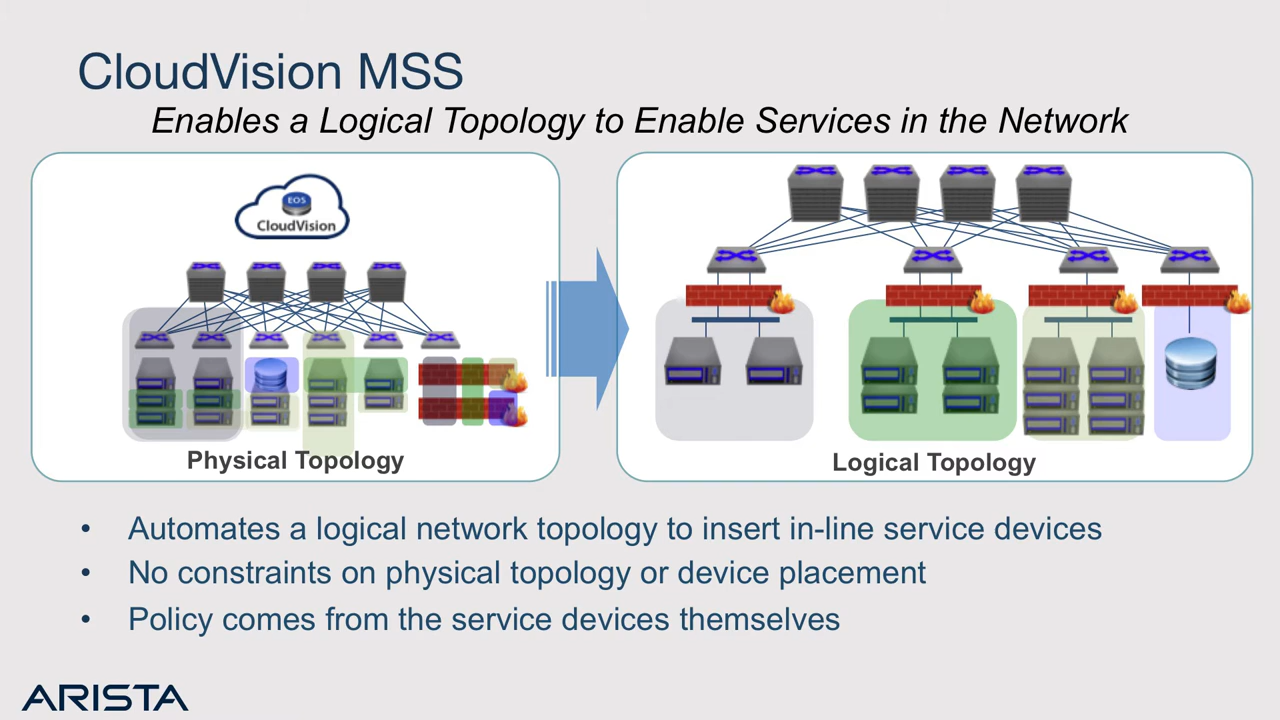 CloudVision MSS
Enables a Logical Topology to Enable Services in the Network
EOS
CloudVision
Physical Topology
Logical Topology
• Automates a logical network topology to insert in-line service devices
• No constraints on physical topology or device placement
• Policy comes from the service devices themselves
ARISTA